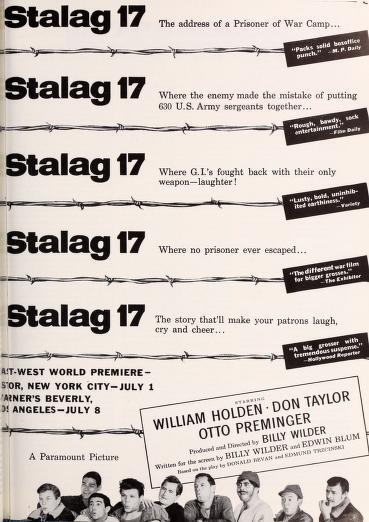 Stalag 17
The address of a Prisoner of War Camp...
"Packs solid boxoffice
punch." —M. P. Daily
Stalag 17
Where the enemy made the mistake of putting
630 U.S. Army sergeants together...
"Rough, bawdy, sock
entertainment."
—Film Daily
Stalag 17
Where G.I.'s fought back with their only
weapon—laughter!
"Lusty, bold, uninhib-
ited earthiness."
—Variety
Stalag 17
Where no prisoner ever escaped...
"The different war film
for bigger grosses."
—The Exhibitor
Stalag 17
The story that'll make your patrons laugh,
cry and cheer...
"A big grosser with
tremendous suspense."
—Hollywood Reporter
ST-WEST WORLD PREMIERE—
TOR, NEW YORK CITY—JULY 1
ARNER'S BEVERLY,
OS ANGELES—JULY 8
A Paramount Picture
STARRING
WILLIAM HOLDEN · DON TAYLOR
OTTO PREMINGER
Produced and Directed by BILLY WILDER
Written for the screen by BILLY WILDER and EDWIN BLUM
Based on the play by DONALD BEVAN and EDMUND TRZCINSKI